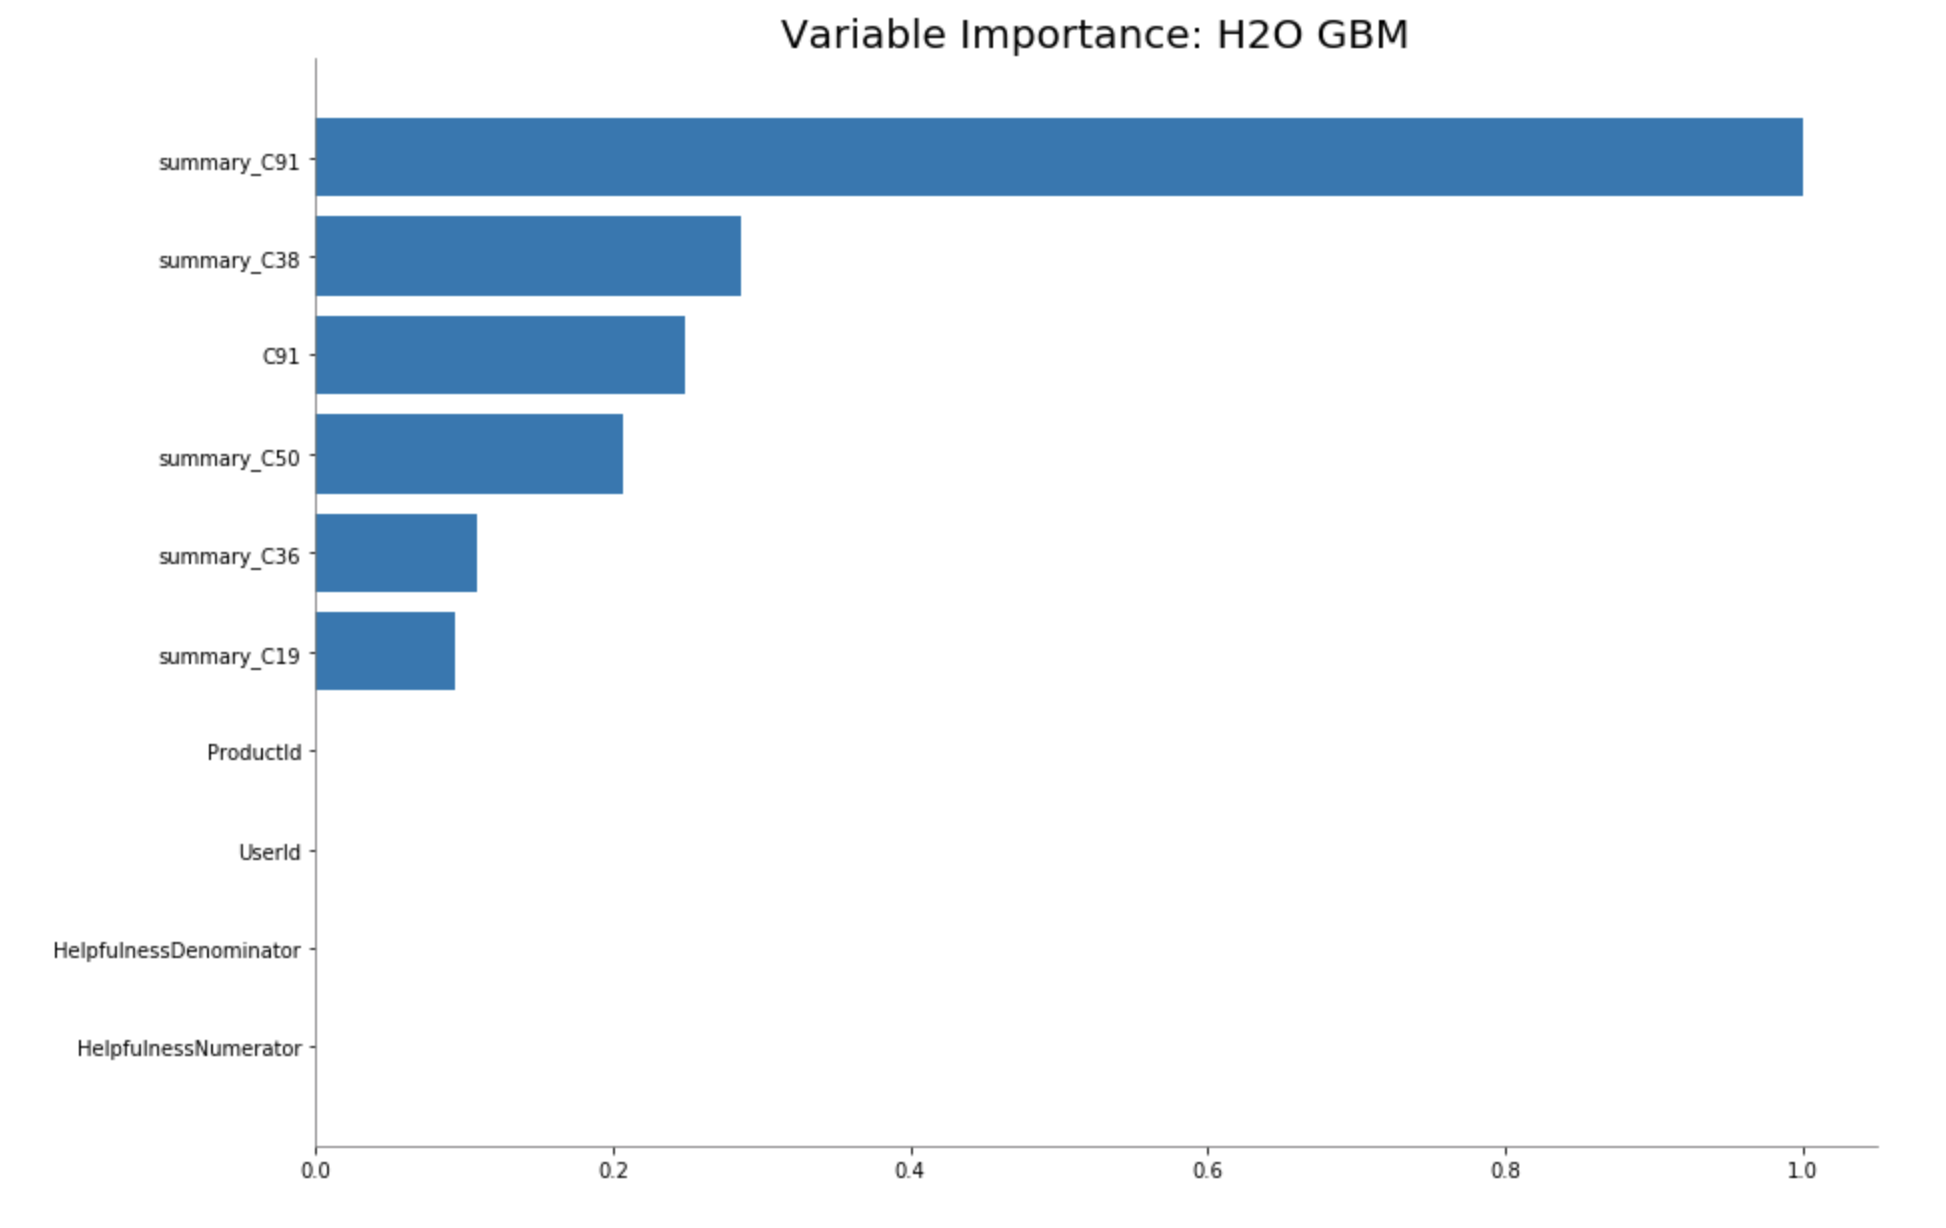 Variable Importance: H2O GBM
summary_C91
summary_C38
C91
summary_C50
summary_C36
summary_C19
ProductId
UserId
HelpfulnessDenominator
HelpfulnessNumerator
0.0 0.2 0.4 0.6 0.8 1.0